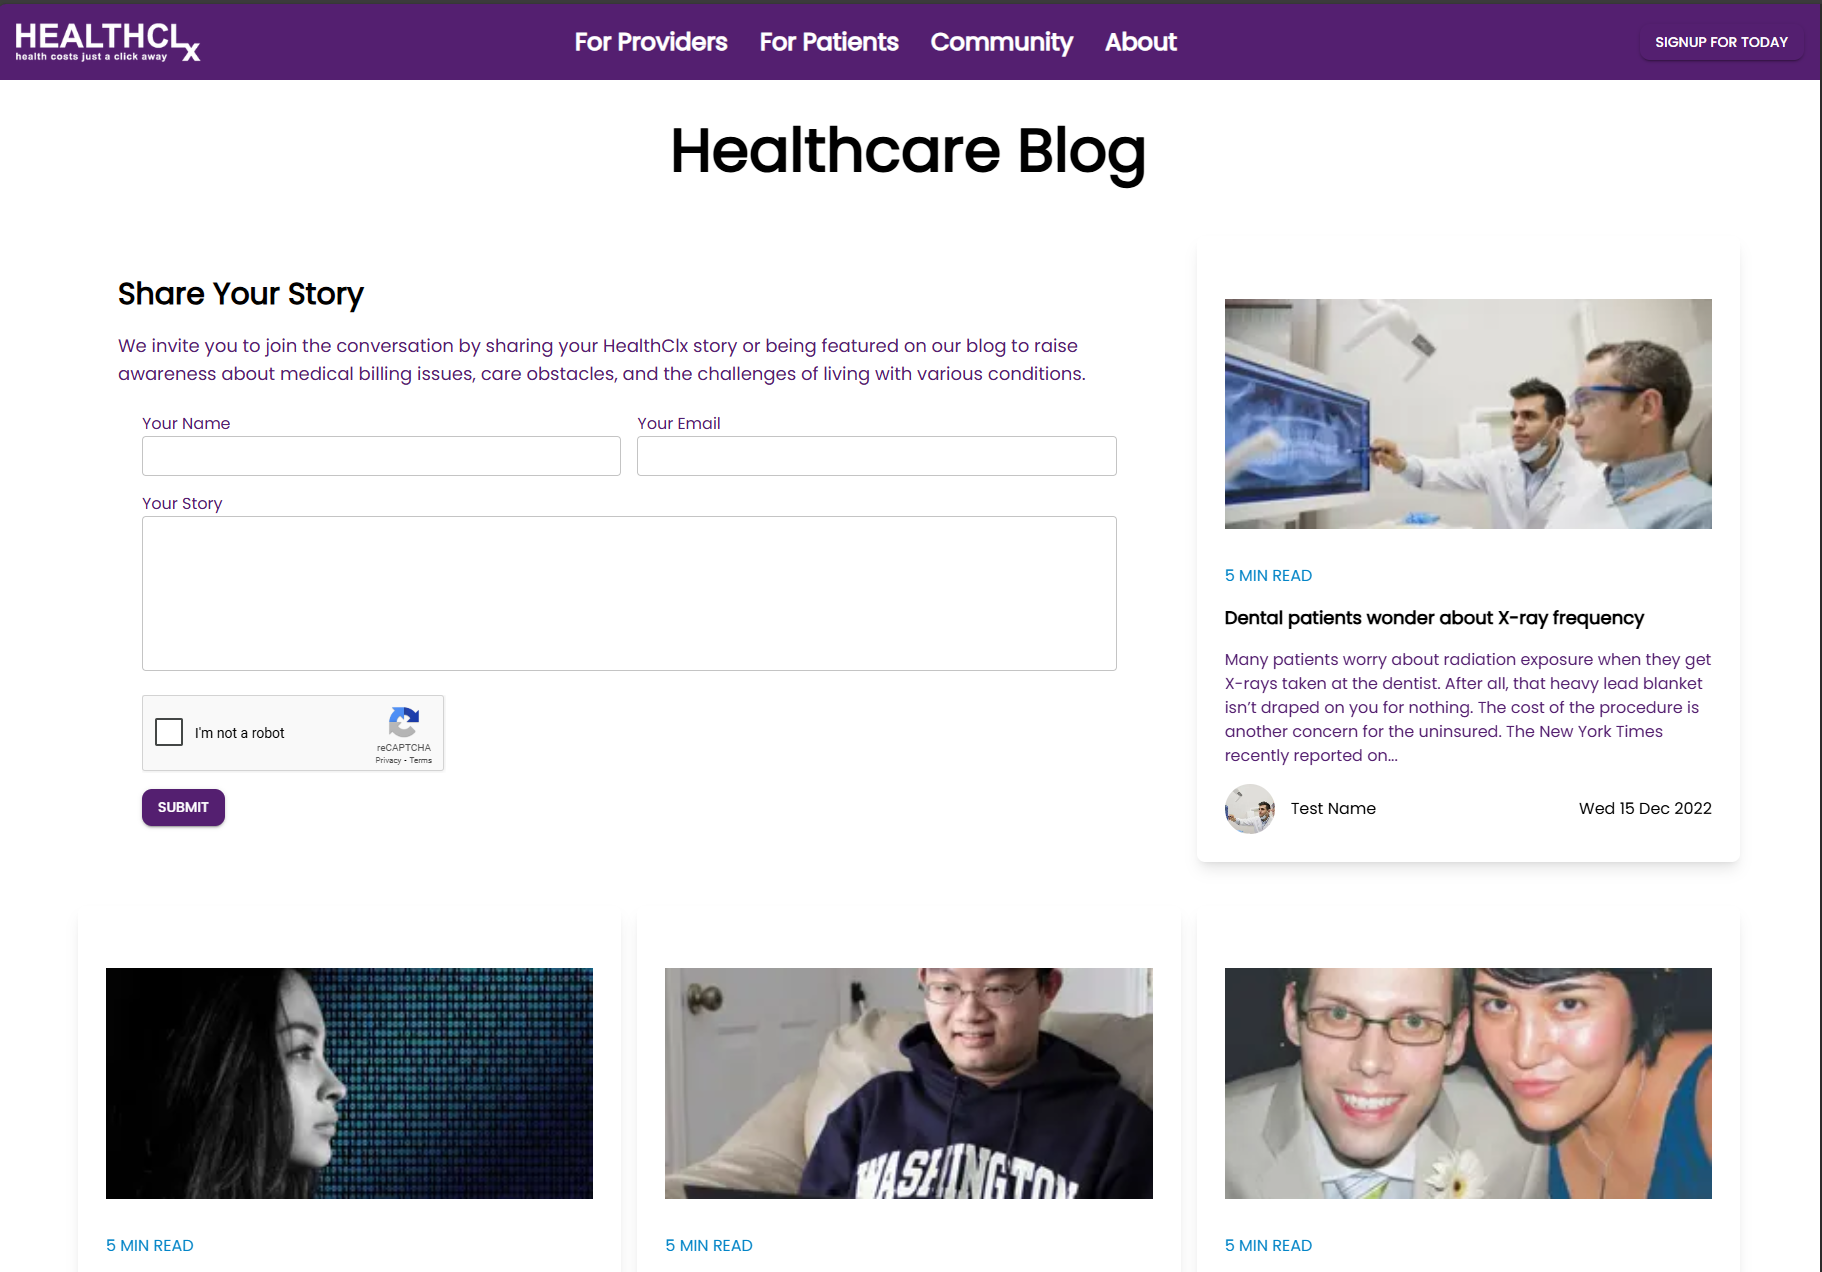 HEALTHCLx
health costs just a click away
For Providers
For Patients
Community
About
SIGNUP FOR TODAY
Healthcare Blog
Share Your Story
We invite you to join the conversation by sharing your HealthClx story or being featured on our blog to raise
awareness about medical billing issues, care obstacles, and the challenges of living with various conditions.
Your Name
Your Email
Your Story
I'm not a robot
reCAPTCHA
Privacy - Terms
SUBMIT
5 MIN READ
Dental patients wonder about X-ray frequency
Many patients worry about radiation exposure when they get
X-rays taken at the dentist. After all, that heavy lead blanket
isn’t draped on you for nothing. The cost of the procedure is
another concern for the uninsured. The New York Times
recently reported on...
Test Name
Wed 15 Dec 2022
WASHINGTON
5 MIN READ
5 MIN READ
5 MIN READ